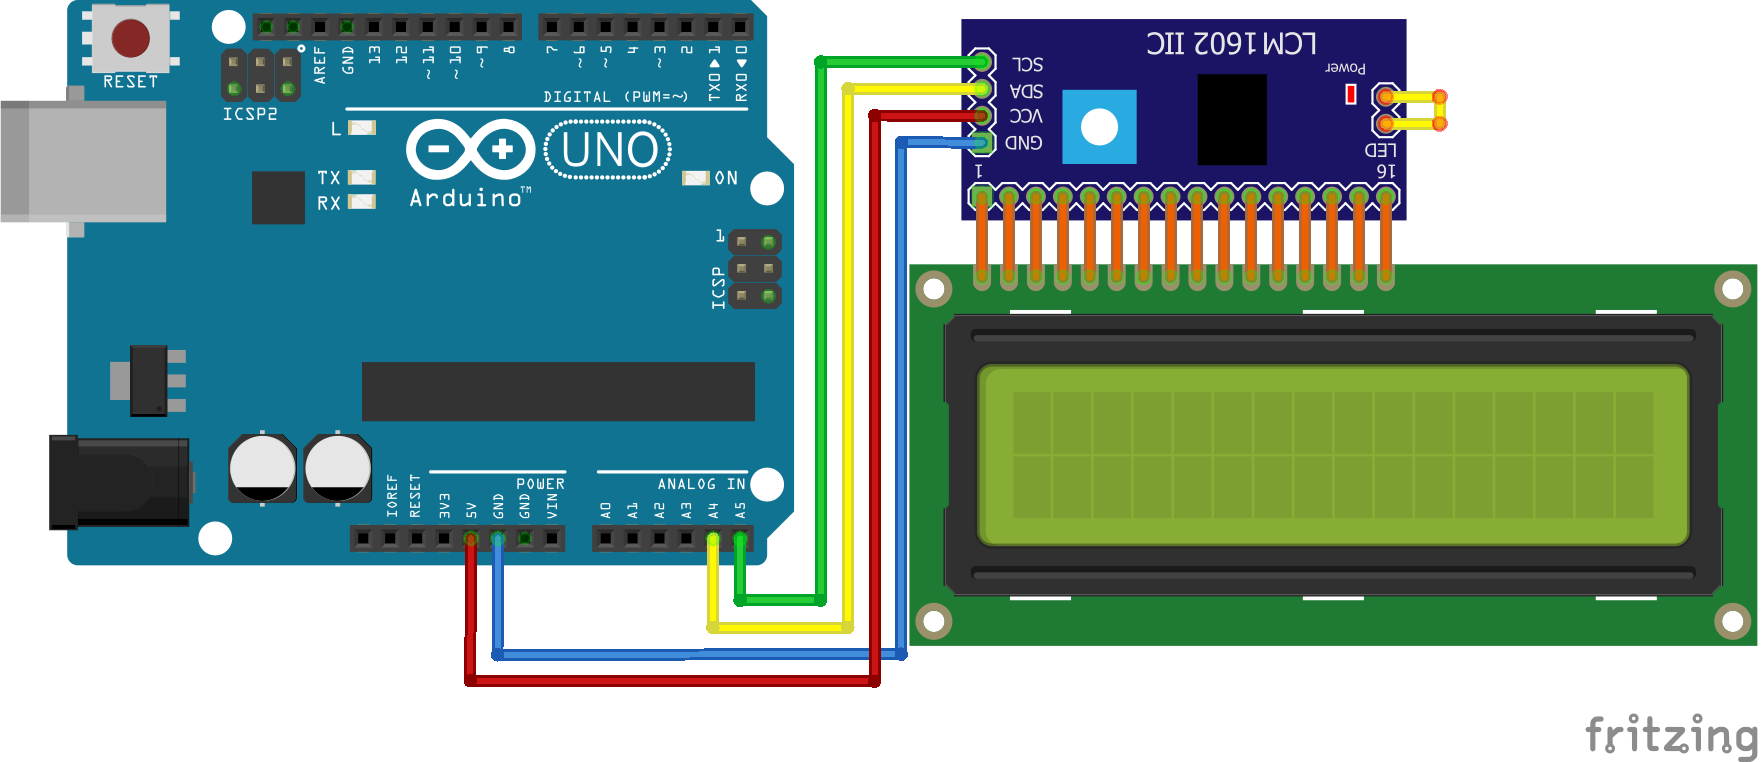 RESET
ICSP2
AREF
GND
13
12
~11
~10
~9
8
7
~6
~5
4
~3
2
TX0▶1
RX0◀0
DIGITAL (PWM=~)
L
TX
RX
UNO
Arduino™
ON
1
ICSP
IOREF
RESET
3V3
5V
GND
GND
VIN
POWER
A0
A1
A2
A3
A4
A5
ANALOG IN
LCM1602 IIC
SCL
SDA
VCC
GND
Power
LED
1
16
fritzing